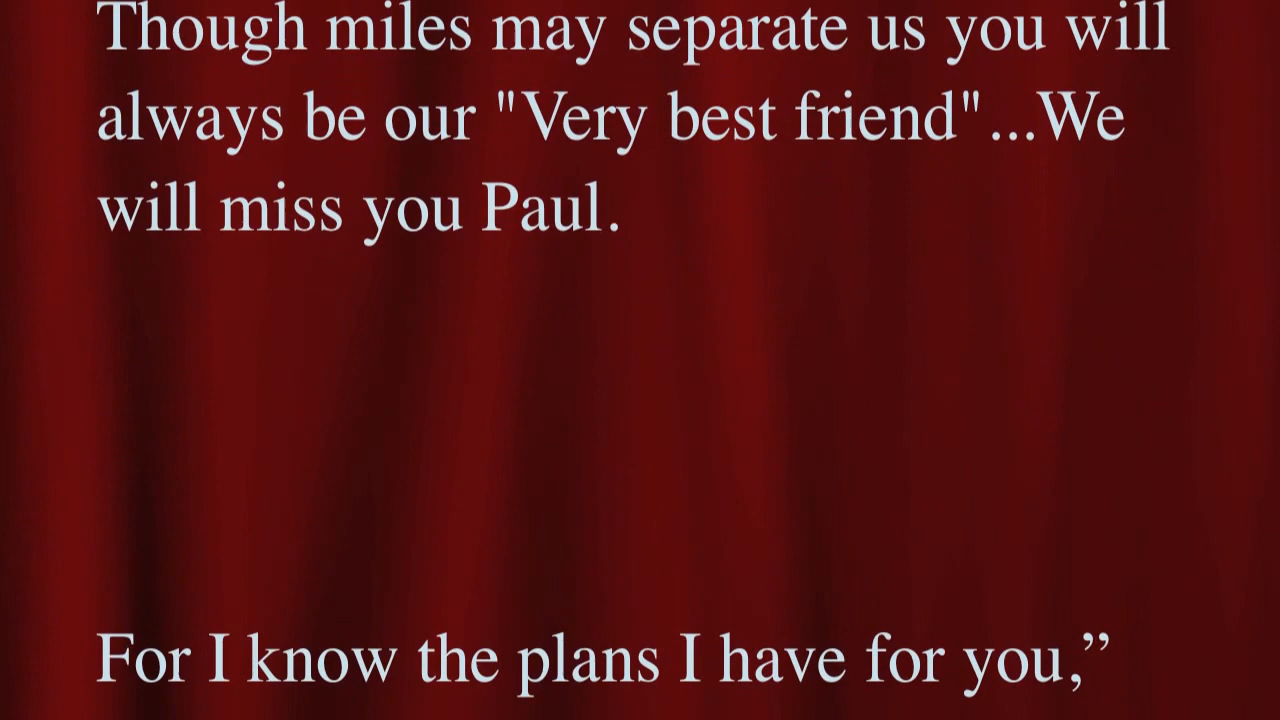 Though miles may separate us you will
always be our "Very best friend"...We
will miss you Paul.
For I know the plans I have for you,”